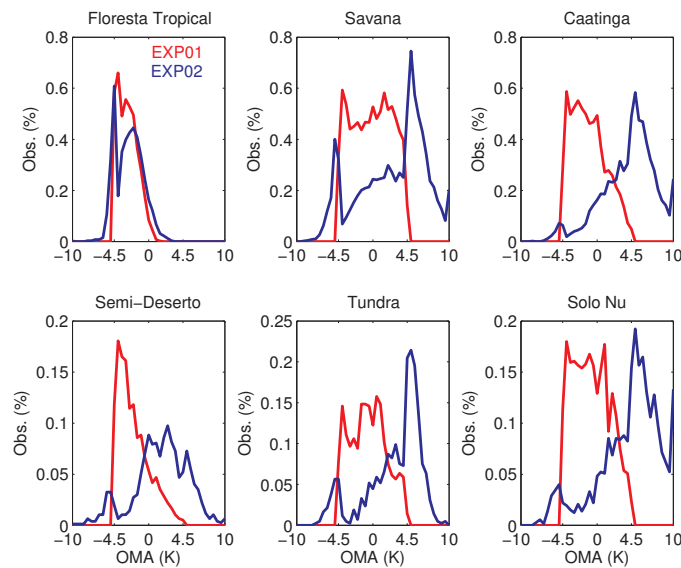 Floresta Tropical Savana Caatinga
0.8 0.8 0.8
EXP01
EXP02
0.6 0.6 0.6
Obs. (%) Obs. (%) Obs. (%)
0.4 0.4 0.4
0.2 0.2 0.2
0 0 0
−10 −4.5 0 4.5 10 −10 −4.5 0 4.5 10 −10 −4.5 0 4.5 10
Semi−Deserto Tundra Solo Nu
0.2 0.25 0.2
0.15 0.2 0.15
Obs. (%) 0.15 Obs. (%)
0.1 Obs. (%) 0.1
0.1
0.05 0.05 0.05
0 0 0
−10 −4.5 0 4.5 10 −10 −4.5 0 4.5 10 −10 −4.5 0 4.5 10
OMA (K) OMA (K) OMA (K)